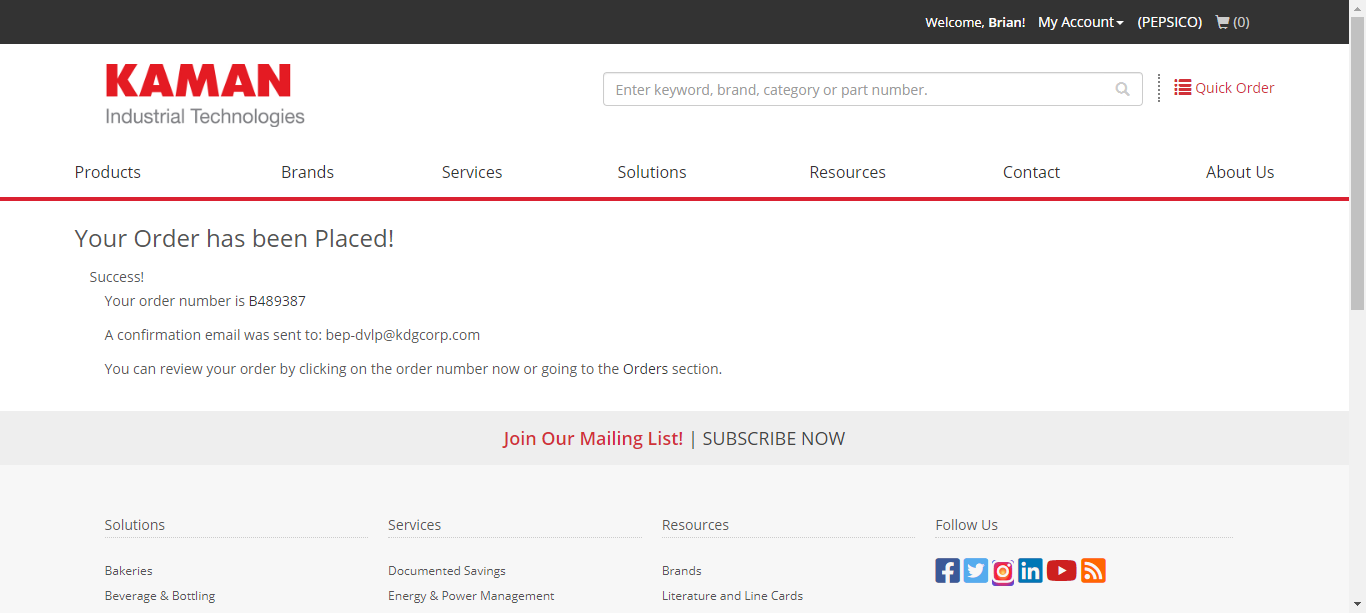 Welcome, Brian! My Account (PEPSICO) (0)
KAMAN
Industrial Technologies
Enter keyword, brand, category or part number.
Quick Order
Products Brands Services Solutions Resources Contact About Us
Your Order has been Placed!
Success!
Your order number is B489387
A confirmation email was sent to: bep-dvlp@kdgcorp.com
You can review your order by clicking on the order number now or going to the Orders section.
Join Our Mailing List! | SUBSCRIBE NOW
Solutions Services Resources Follow Us
Bakeries Documented Savings Brands
Beverage & Bottling Energy & Power Management Literature and Line Cards